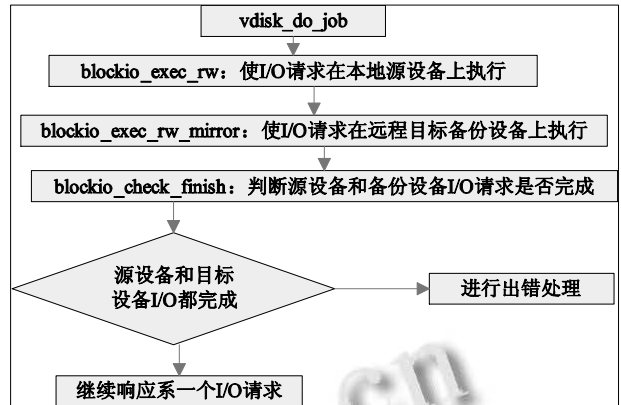 vdisk_do_job
blockio_exec_rw：使I/O请求在本地源设备上执行
blockio_exec_rw_mirror：使I/O请求在远程目标备份设备上执行
blockio_check_finish：判断源设备和备份设备I/O请求是否完成
源设备和目标
设备I/O都完成
进行出错处理
继续响应系一个I/O请求